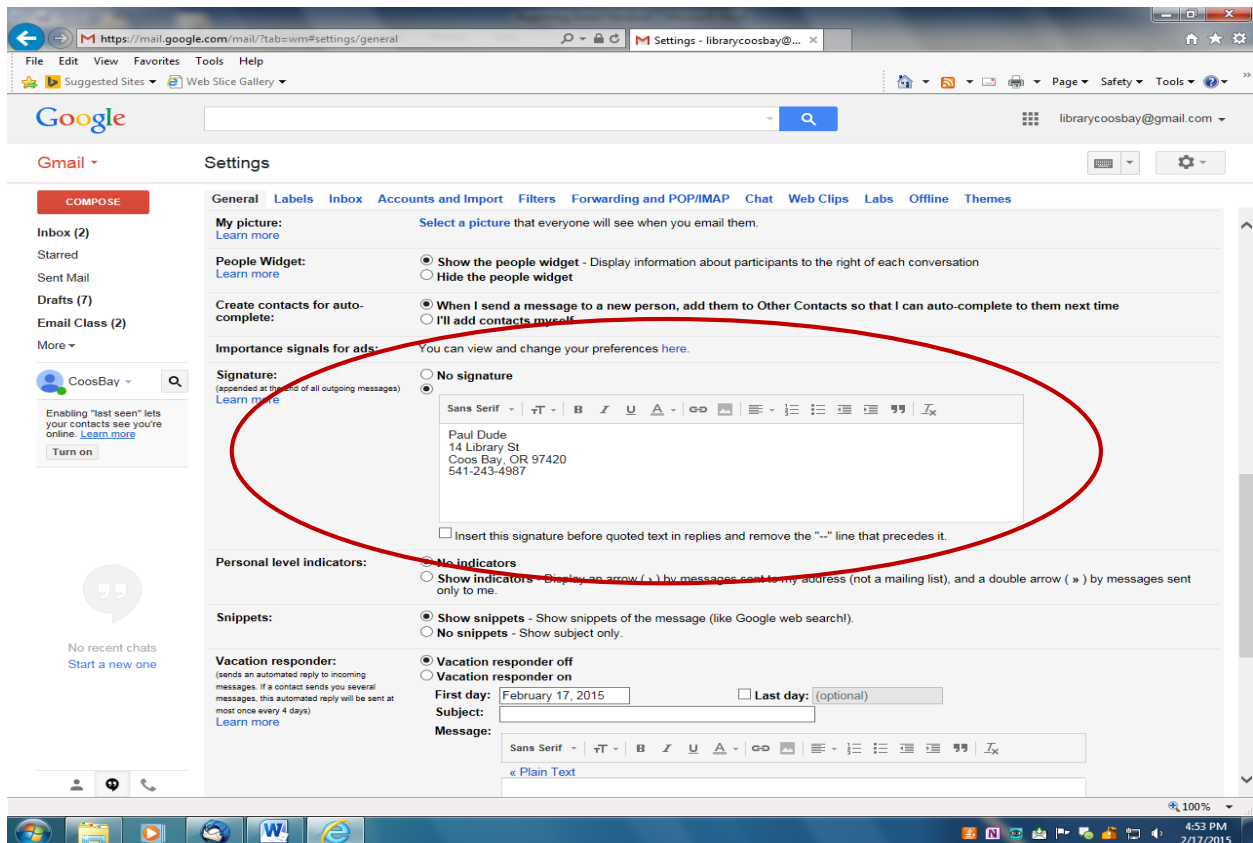 https://mail.google.com/mail/?tab=wm#settings/general
Settings - librarycoosbay@...
File Edit View Favorites Tools Help
Suggested Sites Web Slice Gallery
Page Safety Tools
Google
librarycoosbay@gmail.com
Gmail
Settings
COMPOSE
Inbox (2)
Starred
Sent Mail
Drafts (7)
Email Class (2)
More
CoosBay
Enabling "last seen" lets
your contacts see you're
online. Learn more
Turn on
No recent chats
Start a new one
General Labels Inbox Accounts and Import Filters Forwarding and POP/IMAP Chat Web Clips Labs Offline Themes
My picture:
Learn more
Select a picture that everyone will see when you email them.
People Widget:
Learn more
Show the people widget - Display information about participants to the right of each conversation
Hide the people widget
Create contacts for auto-
complete:
When I send a message to a new person, add them to Other Contacts so that I can auto-complete to them next time
I'll add contacts myself
Importance signals for ads:
You can view and change your preferences here.
Signature:
(appended at the end of all outgoing messages)
Learn more
No signature
Sans Serif
Paul Dude
14 Library St
Coos Bay, OR 97420
541-243-4987
Insert this signature before quoted text in replies and remove the "--" line that precedes it.
Personal level indicators:
No indicators
Show indicators - Display an arrow ( › ) by messages sent to my address (not a mailing list), and a double arrow ( » ) by messages sent
only to me.
Snippets:
Show snippets - Show snippets of the message (like Google web search!).
No snippets - Show subject only.
Vacation responder:
(sends an automated reply to incoming
messages. If a contact sends you several
messages, this automated reply will be sent at
most once every 4 days)
Learn more
Vacation responder off
Vacation responder on
First day: February 17, 2015 Last day: (optional)
Subject:
Message:
Sans Serif
« Plain Text
100%
4:53 PM
2/17/2015